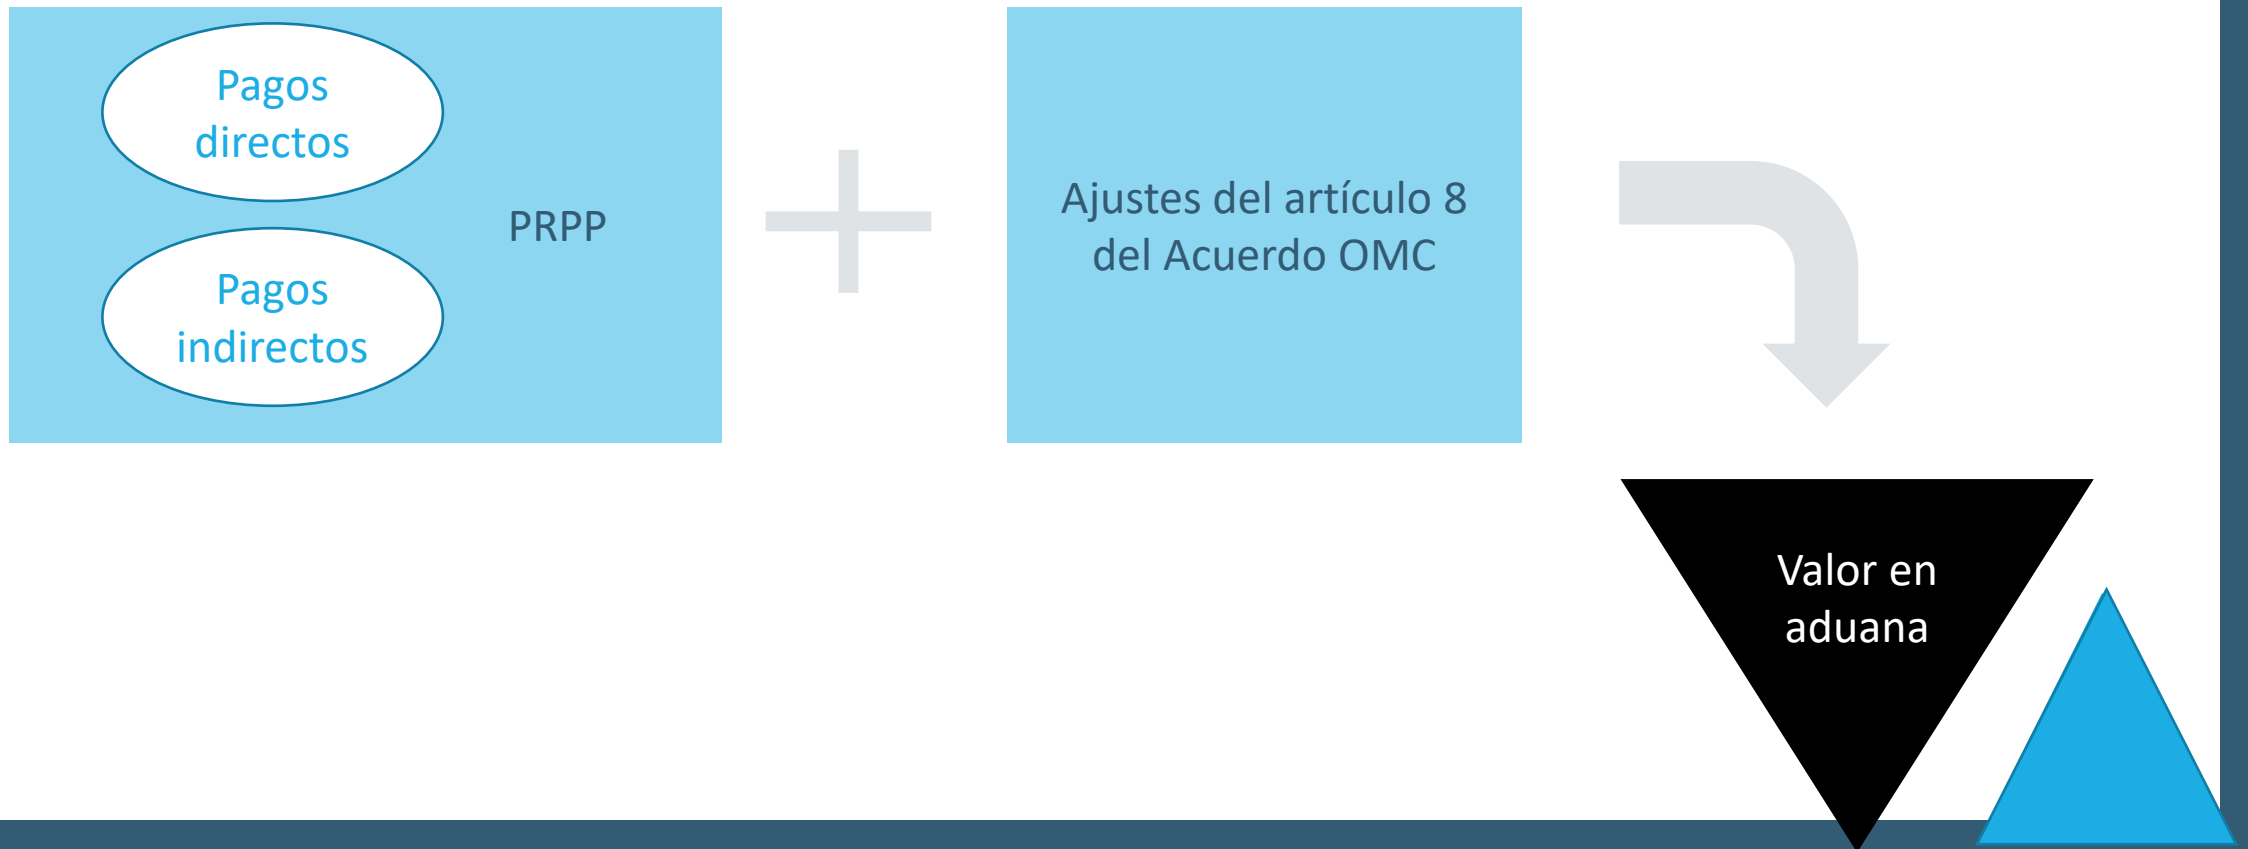 Pagos
directos
Pagos
indirectos
PRPP
Ajustes del artículo 8
del Acuerdo OMC
Valor en
aduana